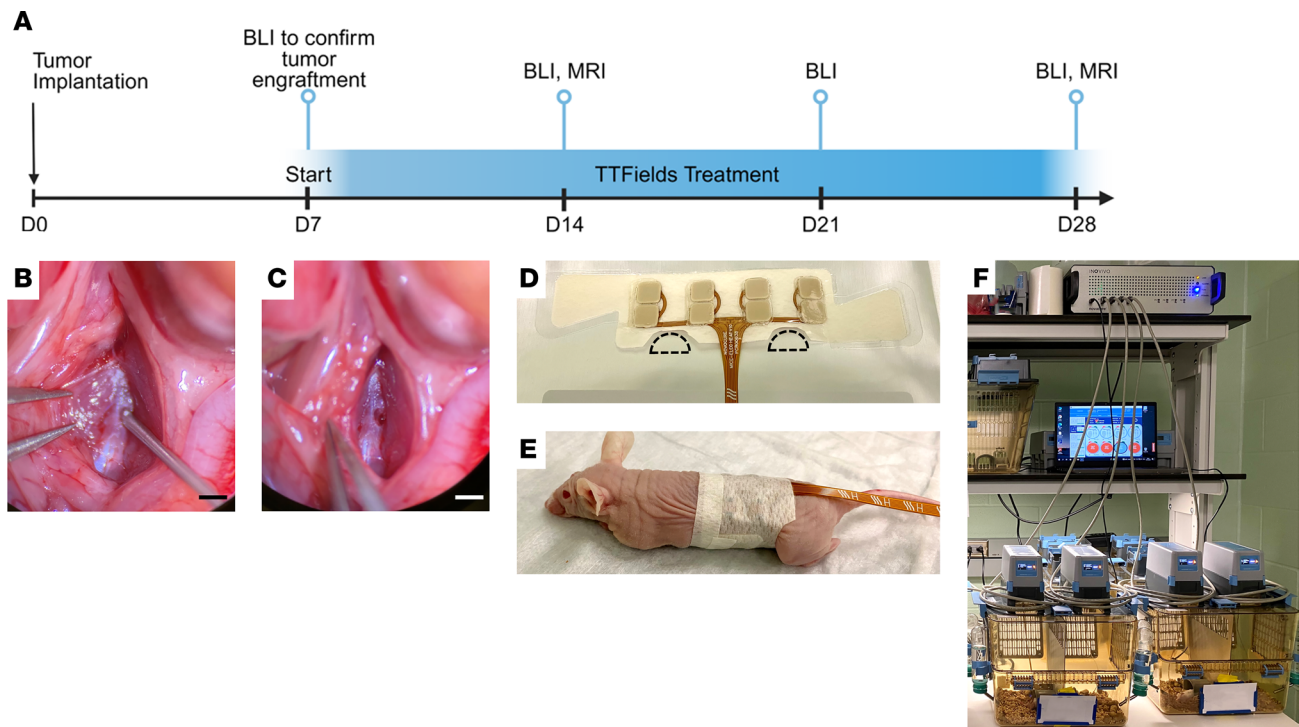 A
Tumor
Implantation
BLI to confirm
tumor
engraftment
BLI, MRI
BLI
BLI, MRI
Start
TTFields Treatment
D0
D7
D14
D21
D28
B
C
D
E
F
INOVIVO